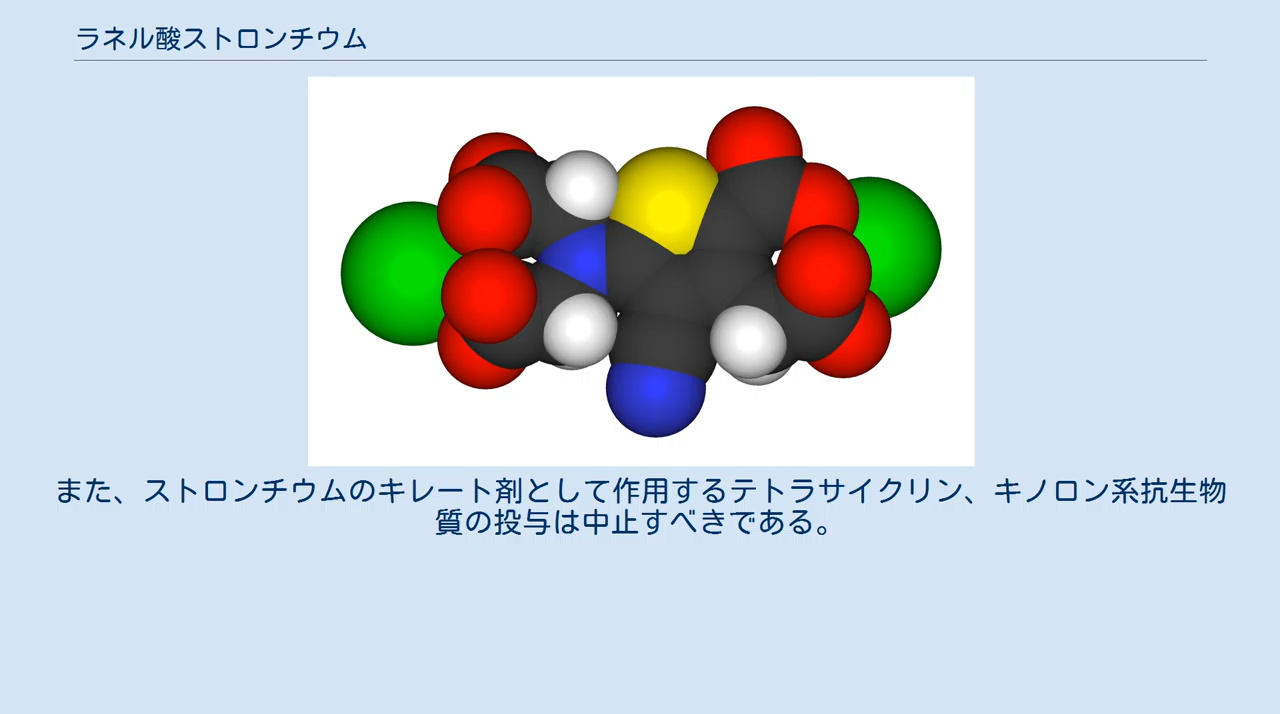 ラネル酸ストロンチウム
また、ストロンチウムのキレート剤として作用するテトラサイクリン、キノロン系抗生物
質の投与は中止すべきである。